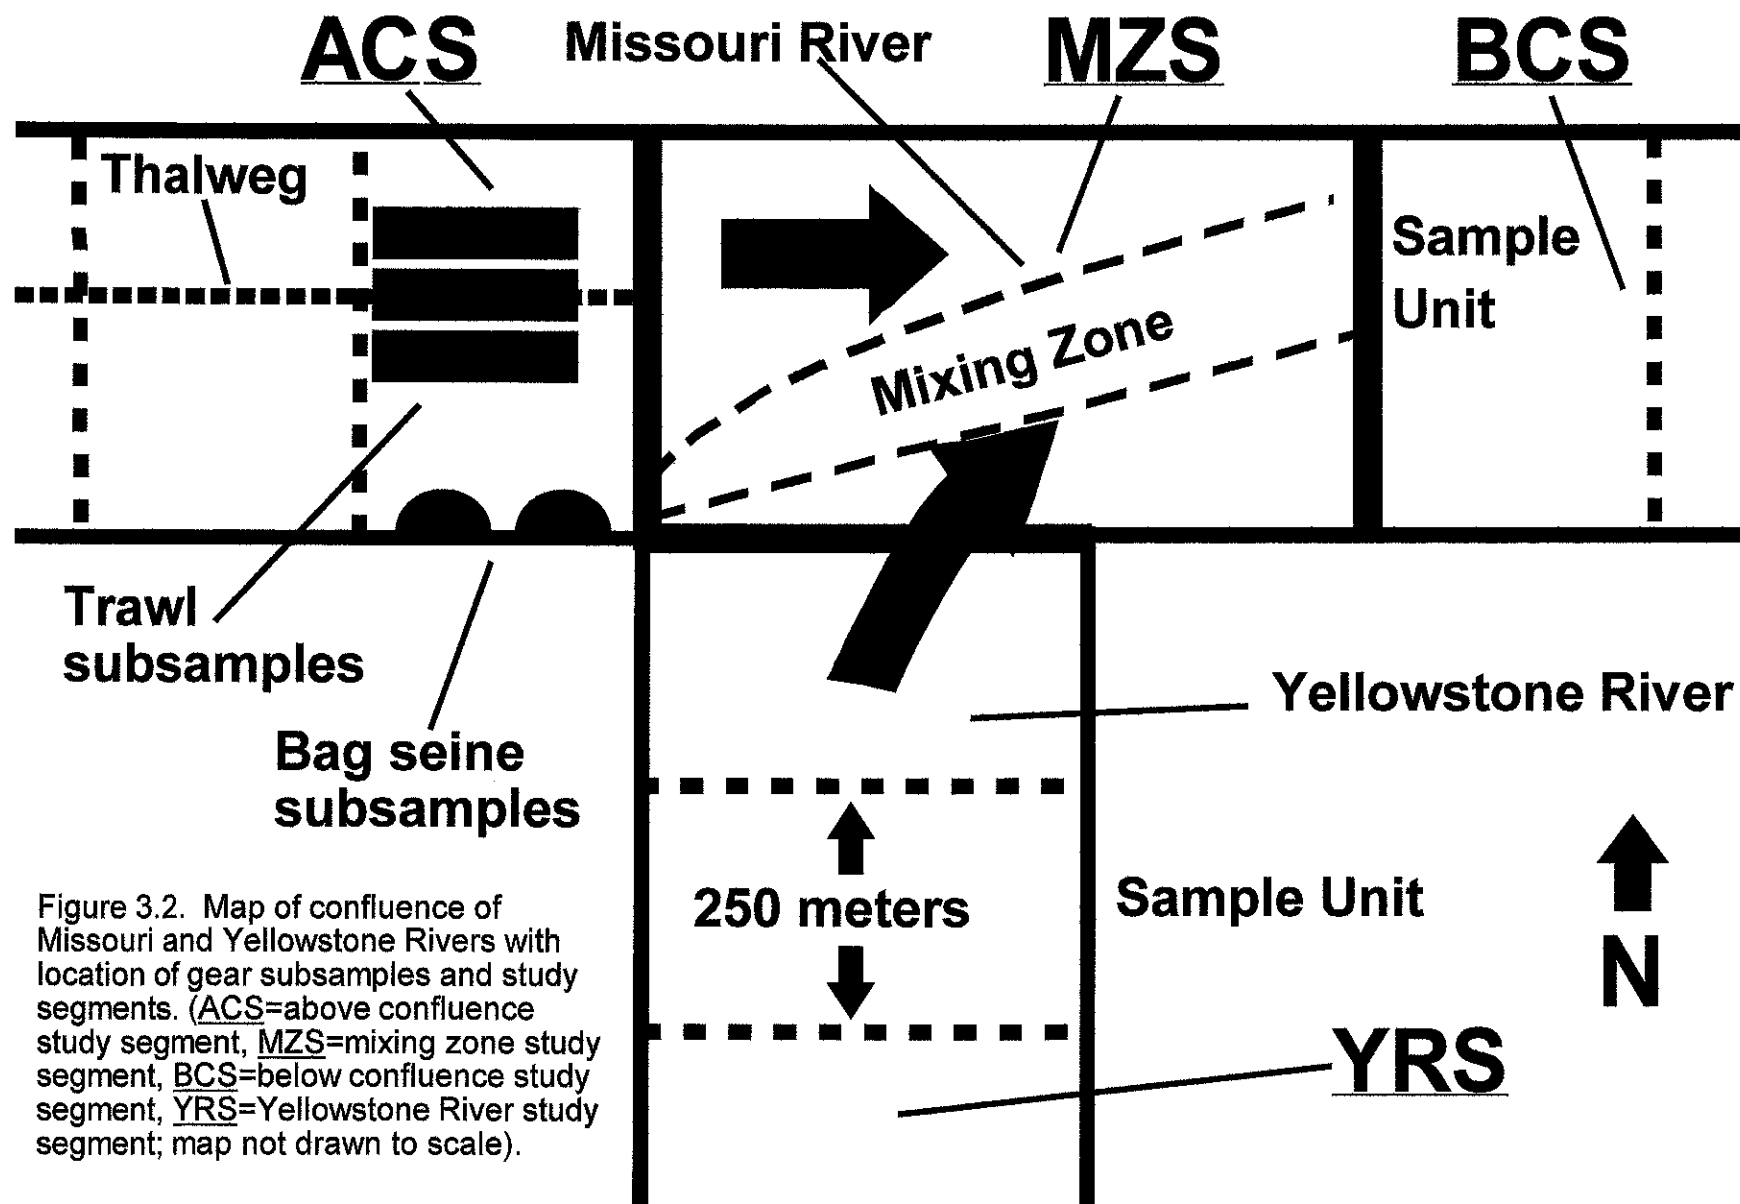 ACS
Missouri River
MZS
BCS
Thalweg
Sample
Unit
Mixing Zone
Trawl
subsamples
Bag seine
subsamples
Yellowstone River
250 meters
Sample Unit
N
YRS
Figure 3.2. Map of confluence of
Missouri and Yellowstone Rivers with
location of gear subsamples and study
segments. (ACS=above confluence
study segment, MZS=mixing zone study
segment, BCS=below confluence study
segment, YRS=Yellowstone River study
segment; map not drawn to scale).